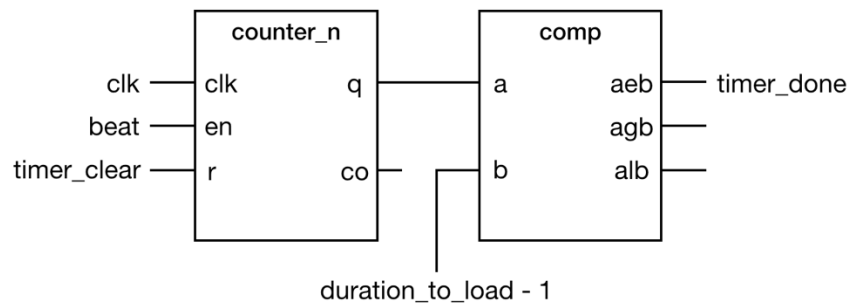 counter_n
comp
clk
clk
q
a
aeb
timer_done
beat
en
agb
timer_clear
r
co
b
alb
duration_to_load - 1